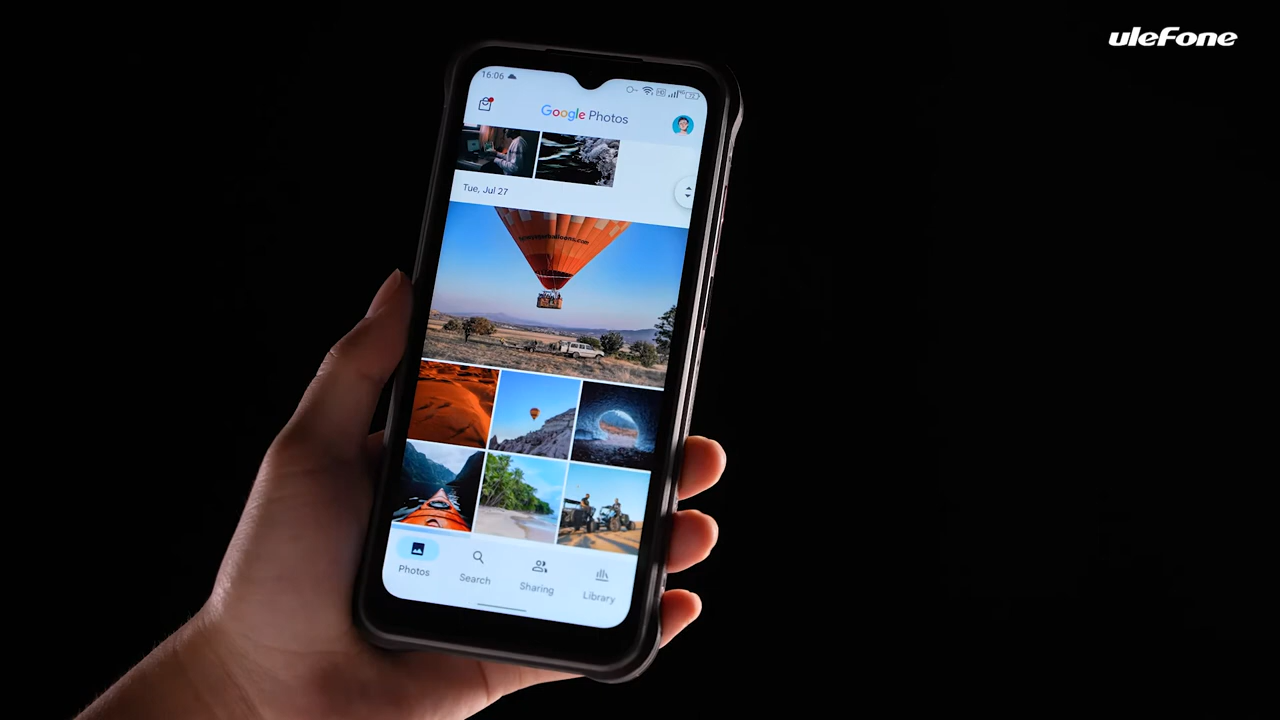 uleFone
16:06
Google Photos
Tue, Jul 27
Photos
Search
Sharing
Library